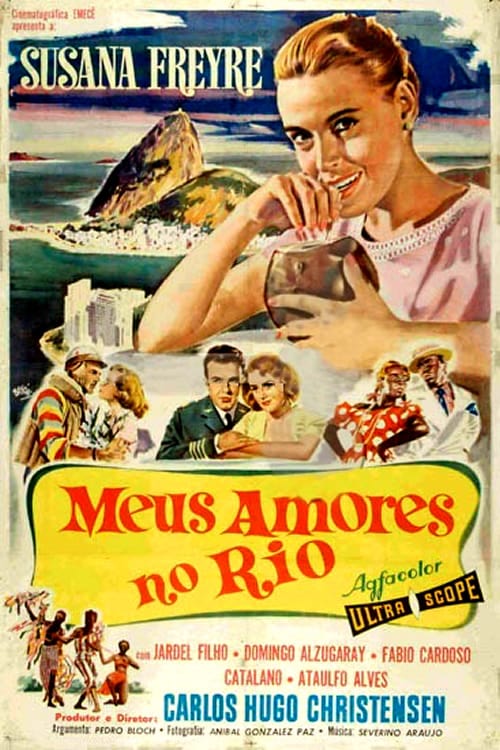 Cinematográfica EMECÊ
apresenta a:
SUSANA FREYRE
MEUS AMORES
NO RIO
Agfacolor
ULTRA SCOPE
com JARDEL FILHO • DOMINGO ALZUGARAY • FABIO CARDOSO
CATALANO • ATAULFO ALVES
Produtor e Diretor: CARLOS HUGO CHRISTENSEN
Argumento: PEDRO BLOCH • Fotografia: ANIBAL GONZALEZ PAZ • Música: SEVERINO ARAUJO